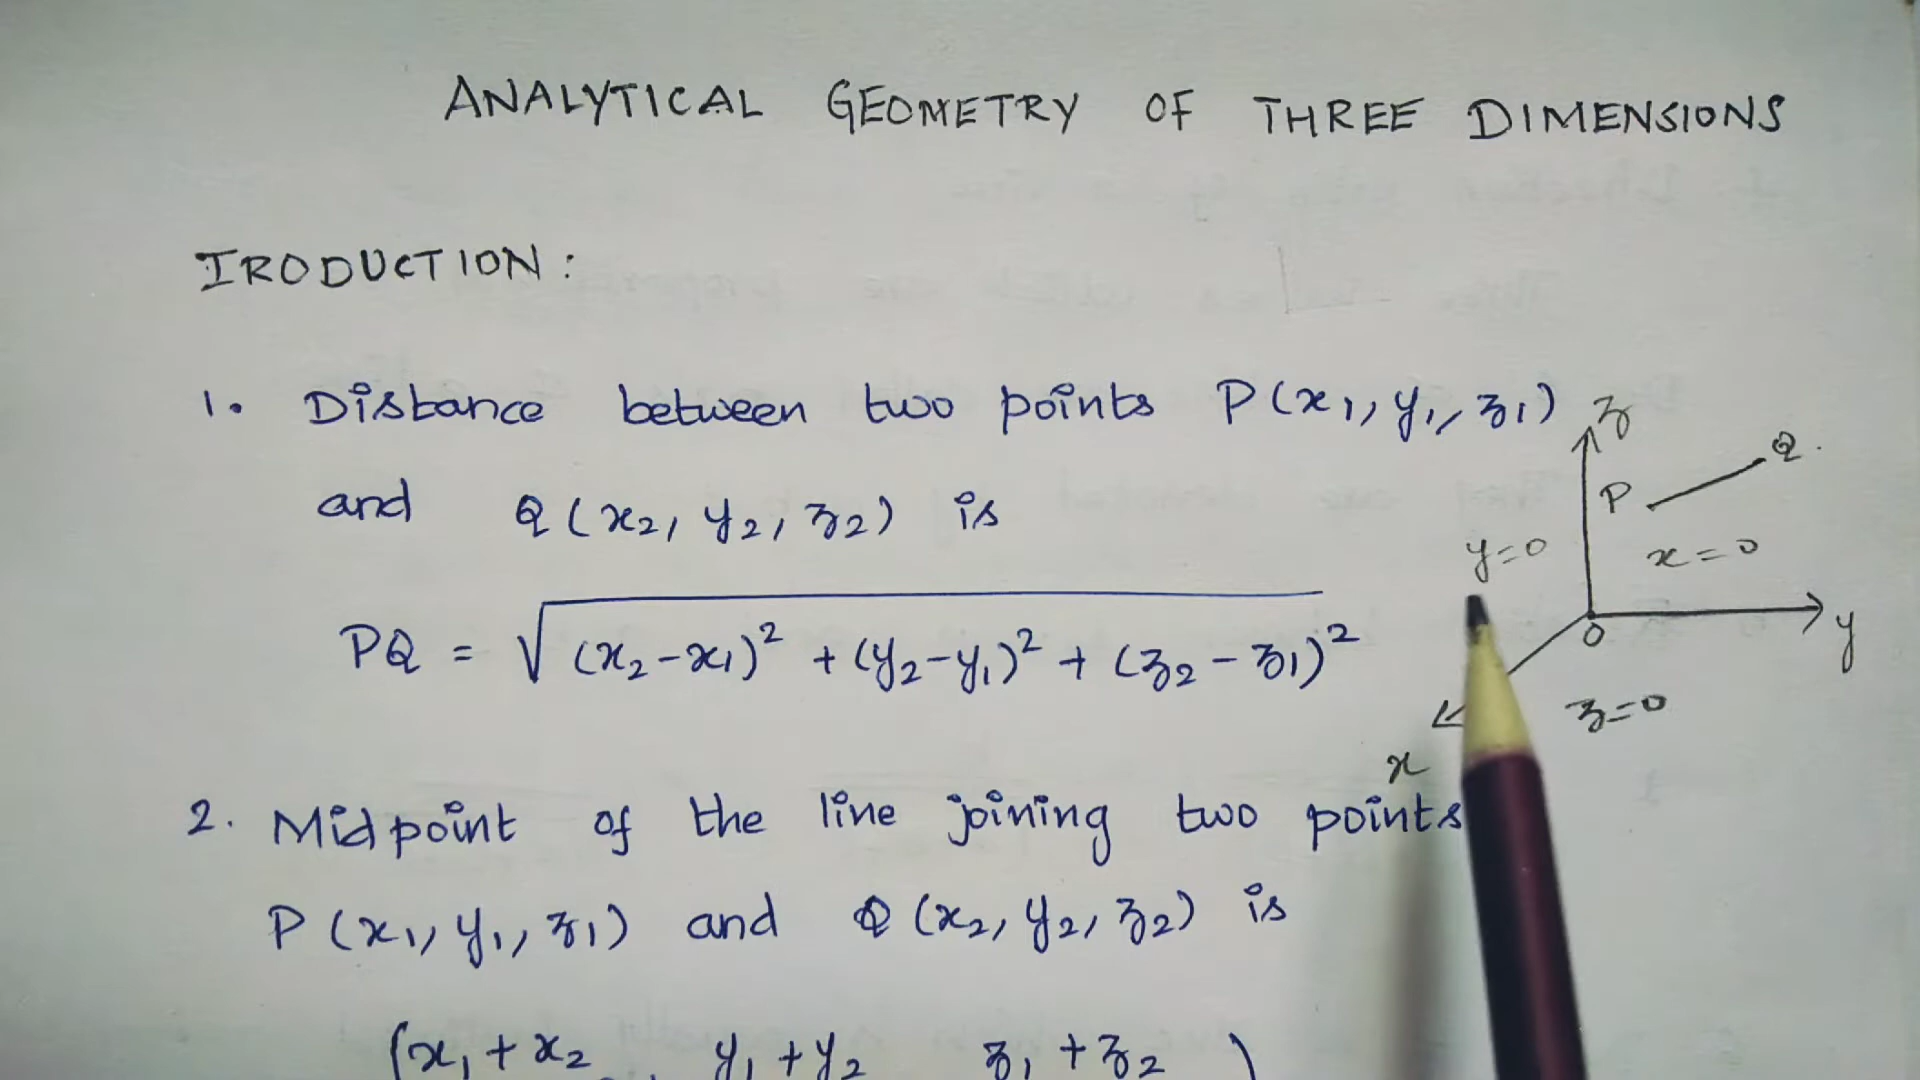 ANALYTICAL GEOMETRY OF THREE DIMENSIONS
IRODUCTION :
1. Distance between two points P(x₁, y₁, z₁)
and Q(x₂, y₂, z₂) is
PQ = √(x₂-x₁)² + (y₂-y₁)² + (z₂-z₁)²
z
Q.
P
y=0
x=0
O
y
z=0
x
2. Midpoint of the line joining two points
P(x₁, y₁, z₁) and Q(x₂, y₂, z₂) is
(x₁+x₂, y₁+y₂ z₁+z₂)